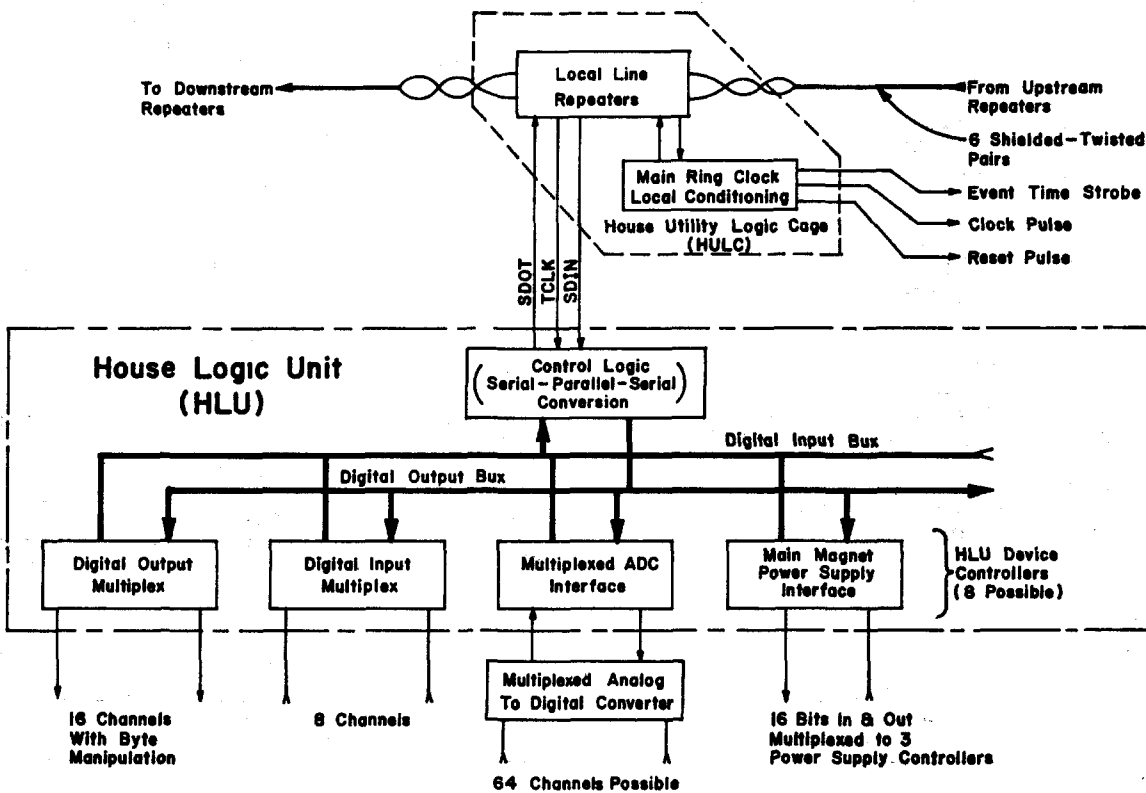 Local Line
Repeaters
To Downstream
Repeaters
From Upstream
Repeaters
6 Shielded-Twisted
Pairs
Main Ring Clock
Local Conditioning
Event Time Strobe
House Utility Logic Cage
(HULC)
Clock Pulse
Reset Pulse
SDOT
TCLK
SDIN
House Logic Unit
(HLU)
Control Logic
(Serial-Parallel-Serial)
Conversion
Digital Input Bux
Digital Output Bux
Digital Output
Multiplex
Digital Input
Multiplex
Multiplexed ADC
Interface
Main Magnet
Power Supply
Interface
HLU Device
Controllers
(8 Possible)
Multiplexed Analog
To Digital Converter
16 Channels
With Byte
Manipulation
8 Channels
64 Channels Possible
16 Bits In & Out
Multiplexed to 3
Power Supply Controllers